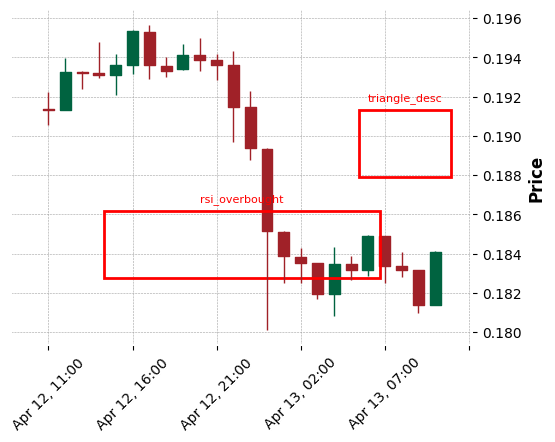 0.196
0.194
triangle_desc
0.192
0.190
Price
0.188
rsi_overbought
0.186
0.184
0.182
0.180
Apr 12, 11:00
Apr 12, 16:00
Apr 12, 21:00
Apr 13, 02:00
Apr 13, 07:00